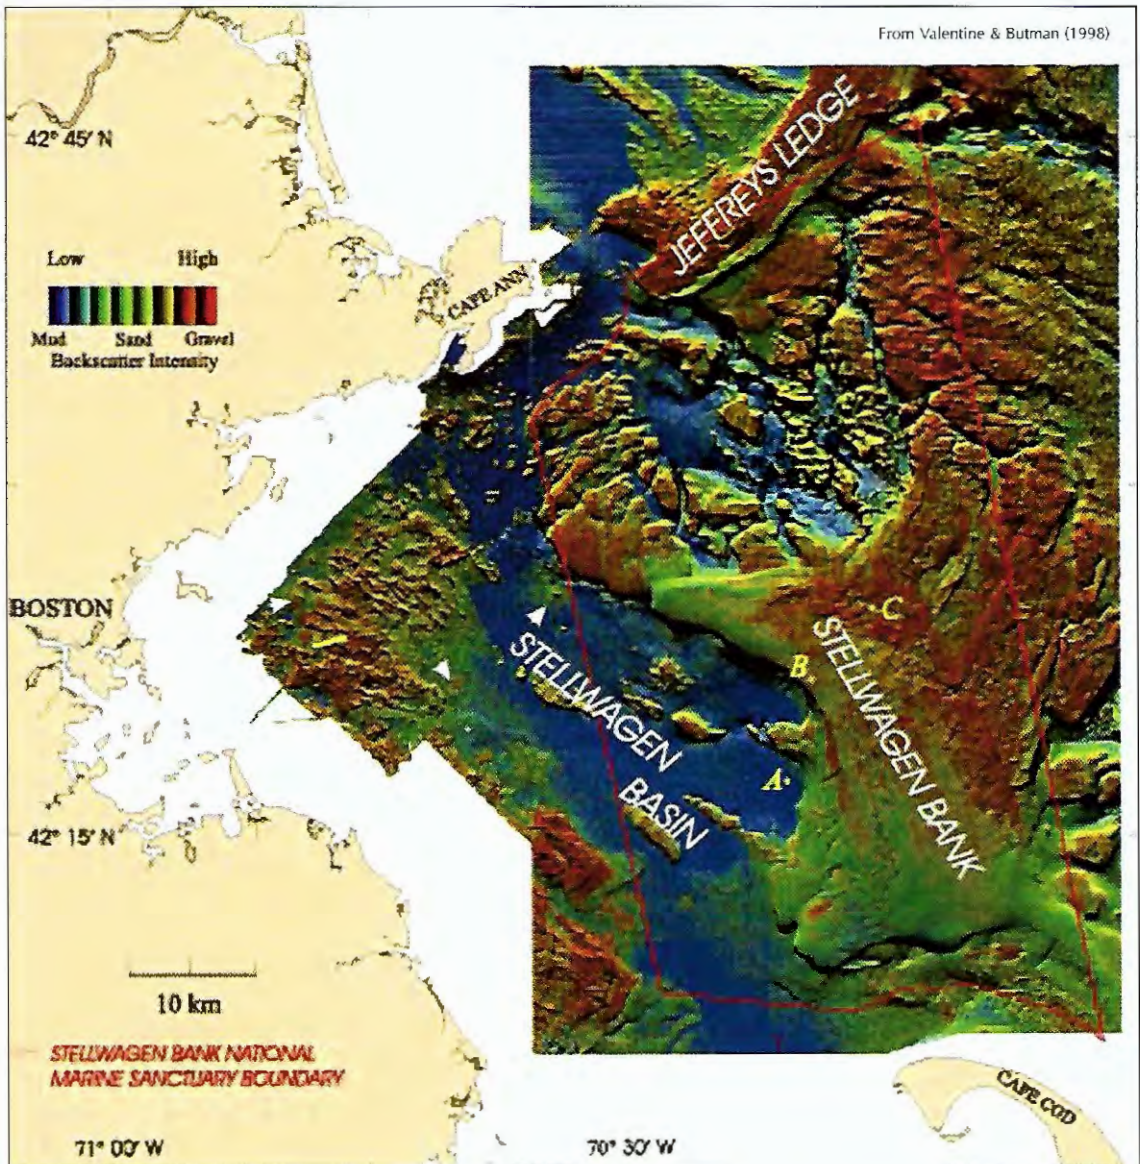 From Valentine & Butman (1998)
42° 45' N
JEFFREYS LEDGE
Low High
CAPE ANN
Mud Sand Gravel
Backscatter Intensity
BOSTON
C
STELLWAGEN
BASIN
B
STELLWAGEN BANK
A
42° 15' N
10 km
STELLWAGEN BANK NATIONAL
MARINE SANCTUARY BOUNDARY
CAPE COD
71° 00' W
70° 30' W